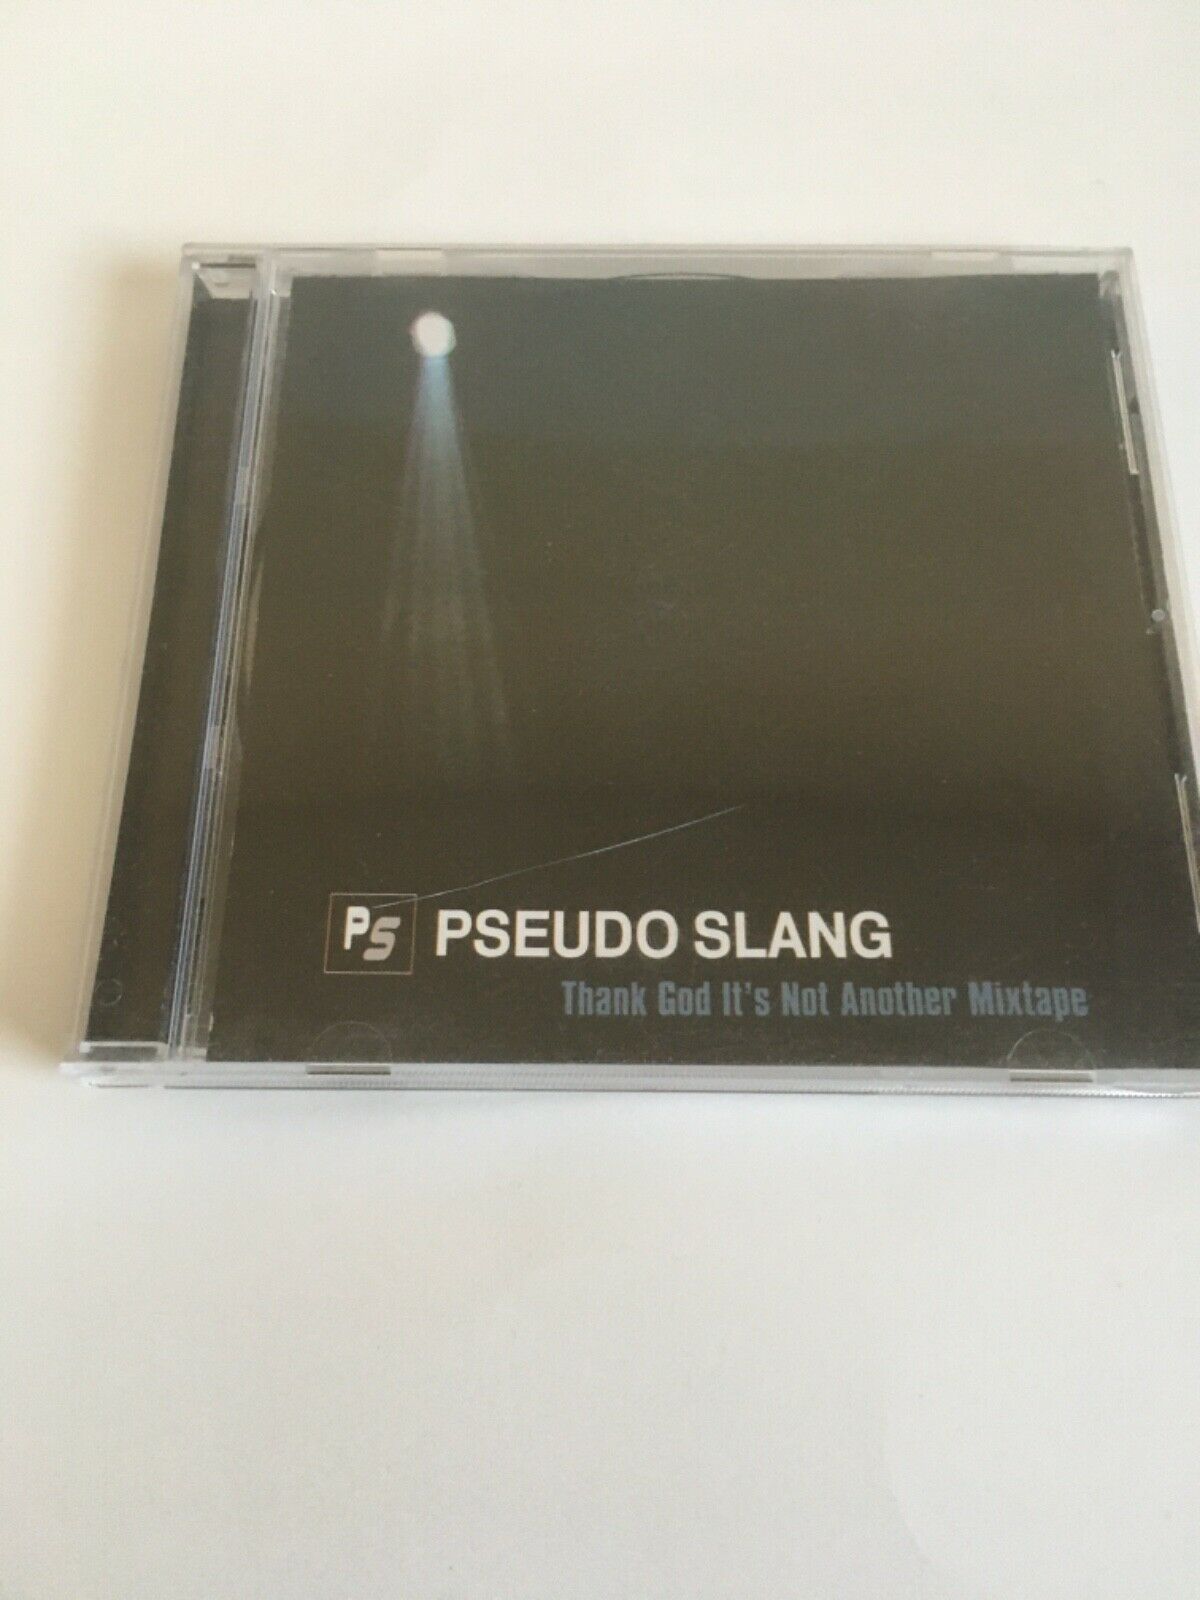 PS PSEUDO SLANG
Thank God It's Not Another Mixtape